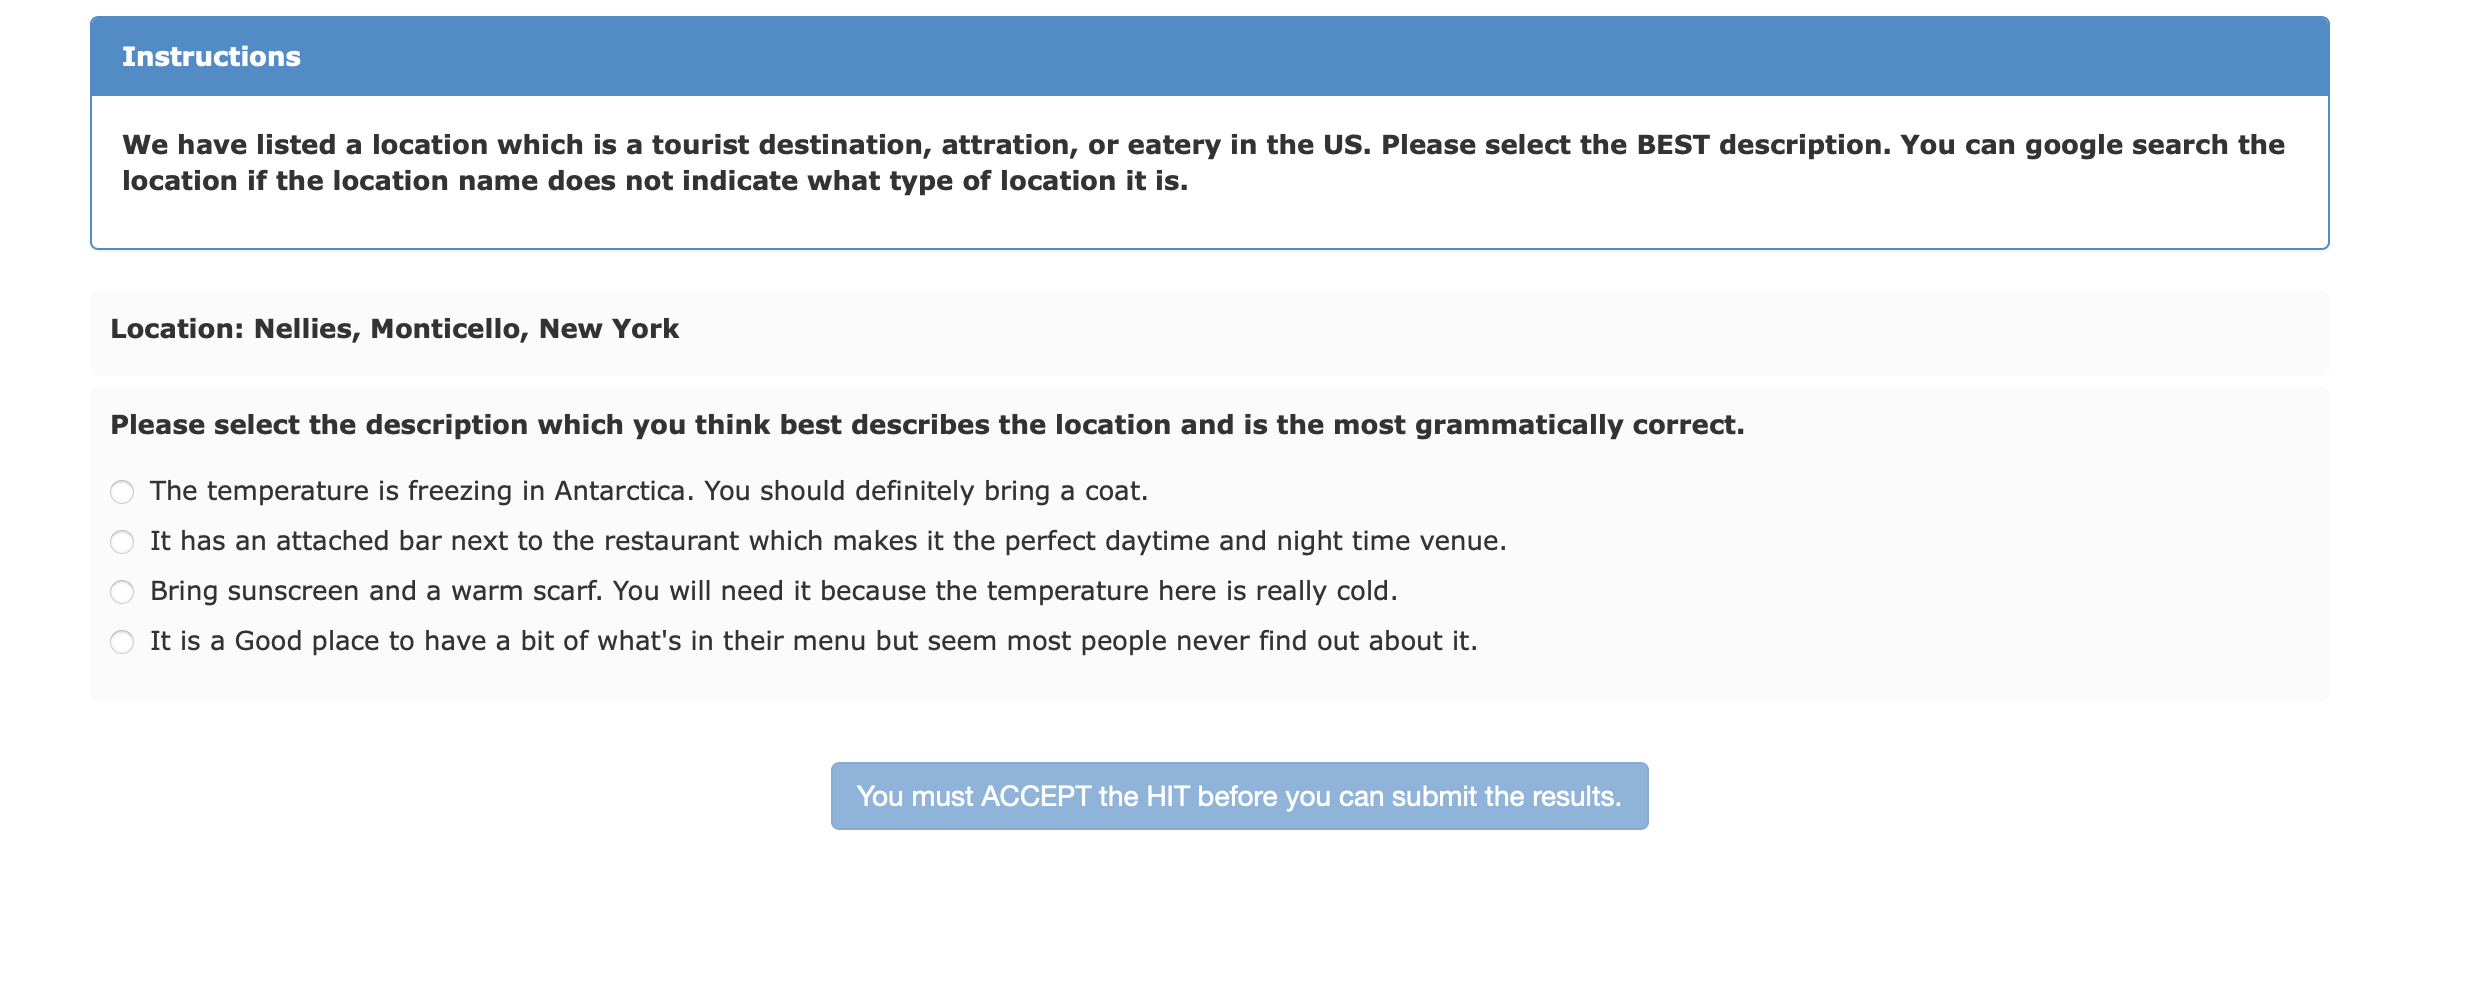 Instructions
We have listed a location which is a tourist destination, attration, or eatery in the US. Please select the BEST description. You can google search the
location if the location name does not indicate what type of location it is.
Location: Nellies, Monticello, New York
Please select the description which you think best describes the location and is the most grammatically correct.
The temperature is freezing in Antarctica. You should definitely bring a coat.
It has an attached bar next to the restaurant which makes it the perfect daytime and night time venue.
Bring sunscreen and a warm scarf. You will need it because the temperature here is really cold.
It is a Good place to have a bit of what's in their menu but seem most people never find out about it.
You must ACCEPT the HIT before you can submit the results.